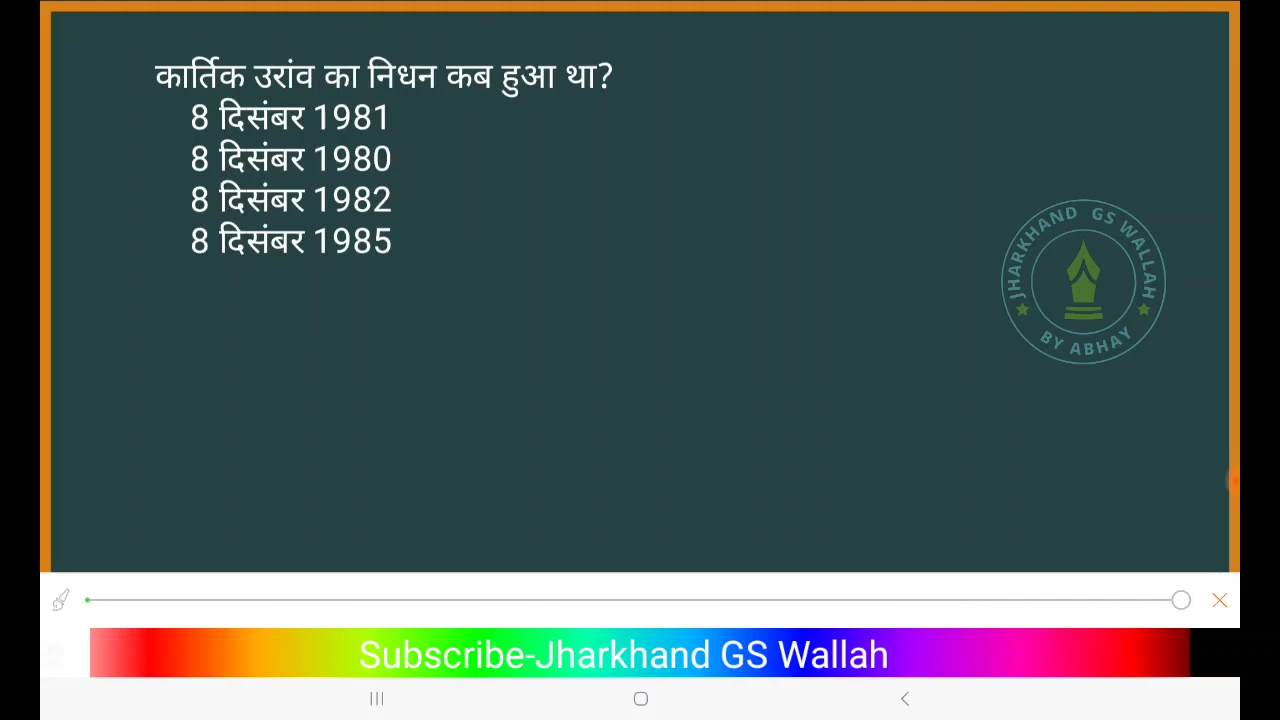 कार्तिक उरांव का निधन कब हुआ था?
8 दिसंबर 1981
8 दिसंबर 1980
8 दिसंबर 1982
8 दिसंबर 1985
JHARKHAND GS WALLAH
BY ABHAY
Subscribe-Jharkhand GS Wallah